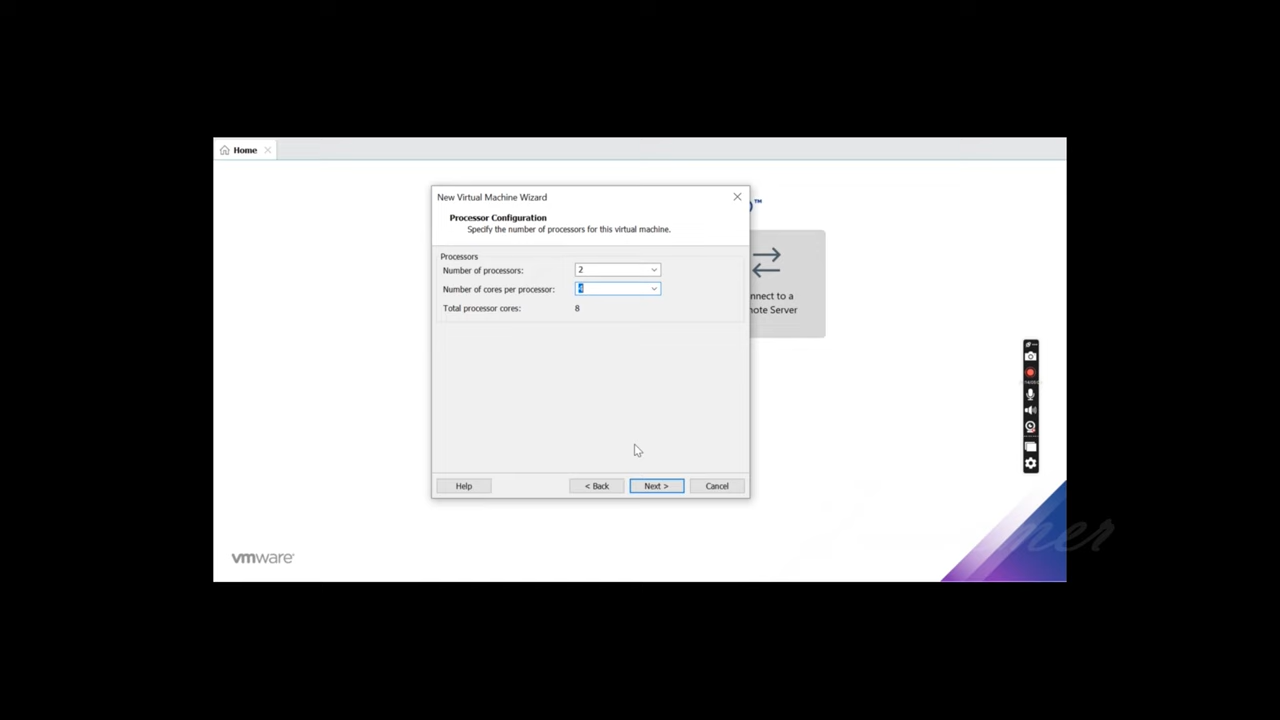 Home
New Virtual Machine Wizard
™
Processor Configuration
Specify the number of processors for this virtual machine.
Processors
Number of processors: 2
Number of cores per processor: 4
Total processor cores: 8
nnect to a
note Server
Help
< Back
Next >
Cancel
vmware